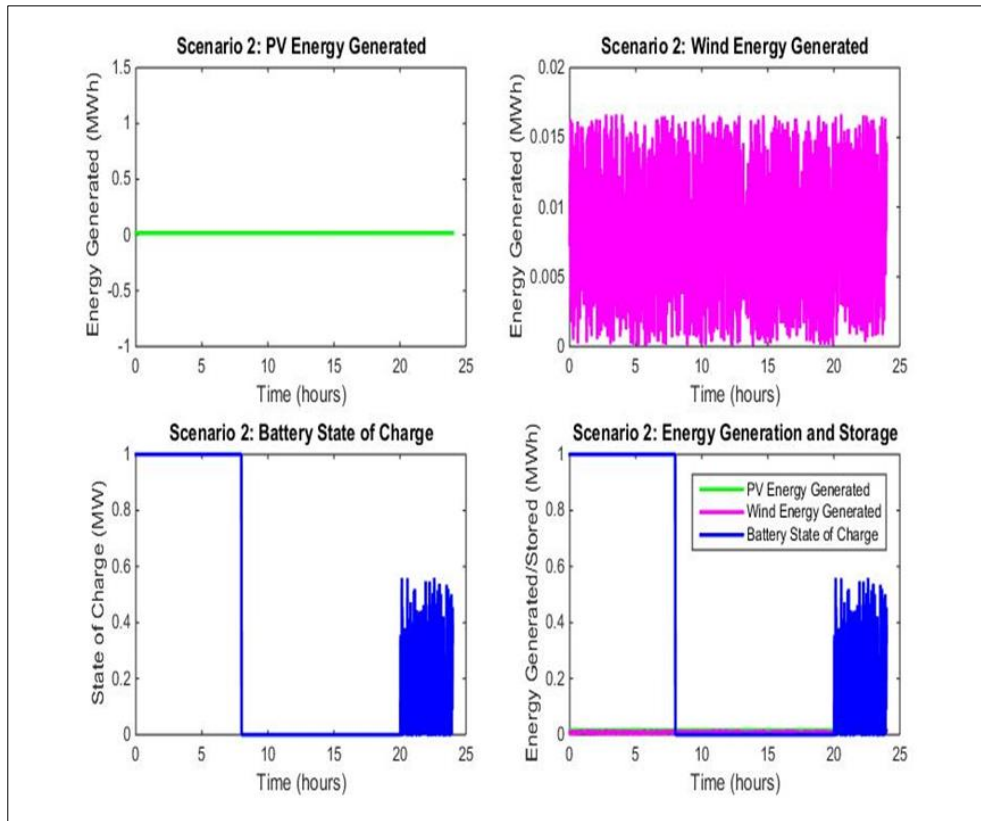 Scenario 2: PV Energy Generated
1.5
1
0.5
0
-0.5
-1
Energy Generated (MWh)
0 5 10 15 20 25
Time (hours)
Scenario 2: Wind Energy Generated
0.02
0.015
0.01
0.005
0
Energy Generated (MWh)
0 5 10 15 20 25
Time (hours)
Scenario 2: Battery State of Charge
1
0.8
0.6
0.4
0.2
0
State of Charge (MW)
0 5 10 15 20 25
Time (hours)
Scenario 2: Energy Generation and Storage
1
0.8
0.6
0.4
0.2
0
Energy Generated/Stored (MWh)
PV Energy Generated
Wind Energy Generated
Battery State of Charge
0 5 10 15 20 25
Time (hours)